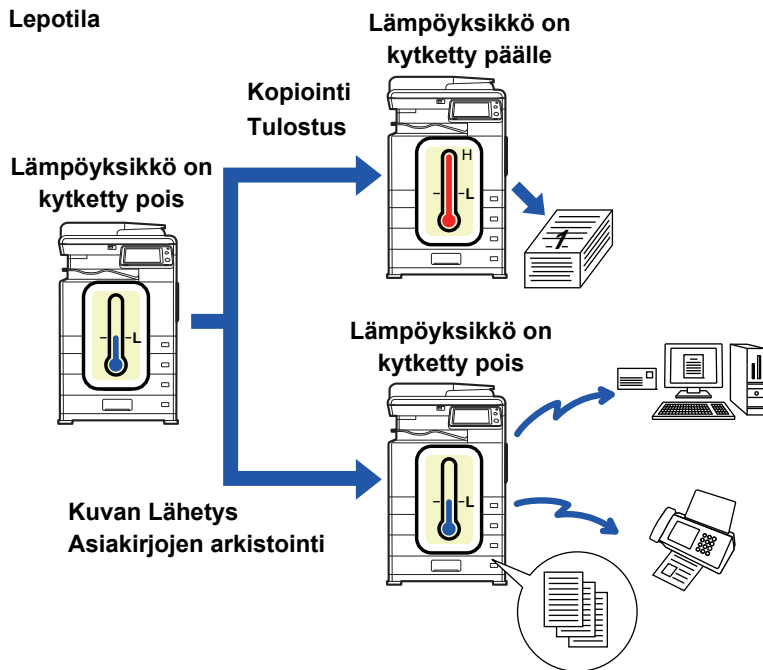 Lepotila
Lämpöyksikkö on
kytketty päälle
Kopiointi
Tulostus
H
L
1
Lämpöyksikkö on
kytketty pois
L
Lämpöyksikkö on
kytketty pois
L
Kuvan Lähetys
Asiakirjojen arkistointi